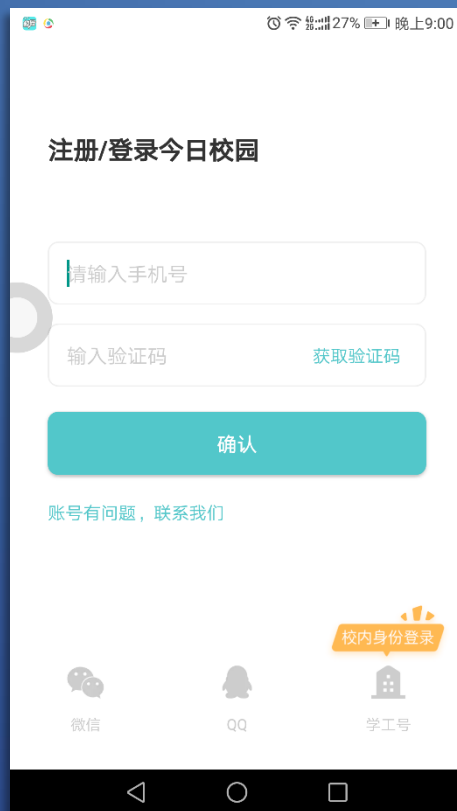 27% 晚上9:00
注册/登录今日校园
请输入手机号
输入验证码 获取验证码
确认
账号有问题，联系我们
校内身份登录
微信 QQ 学工号